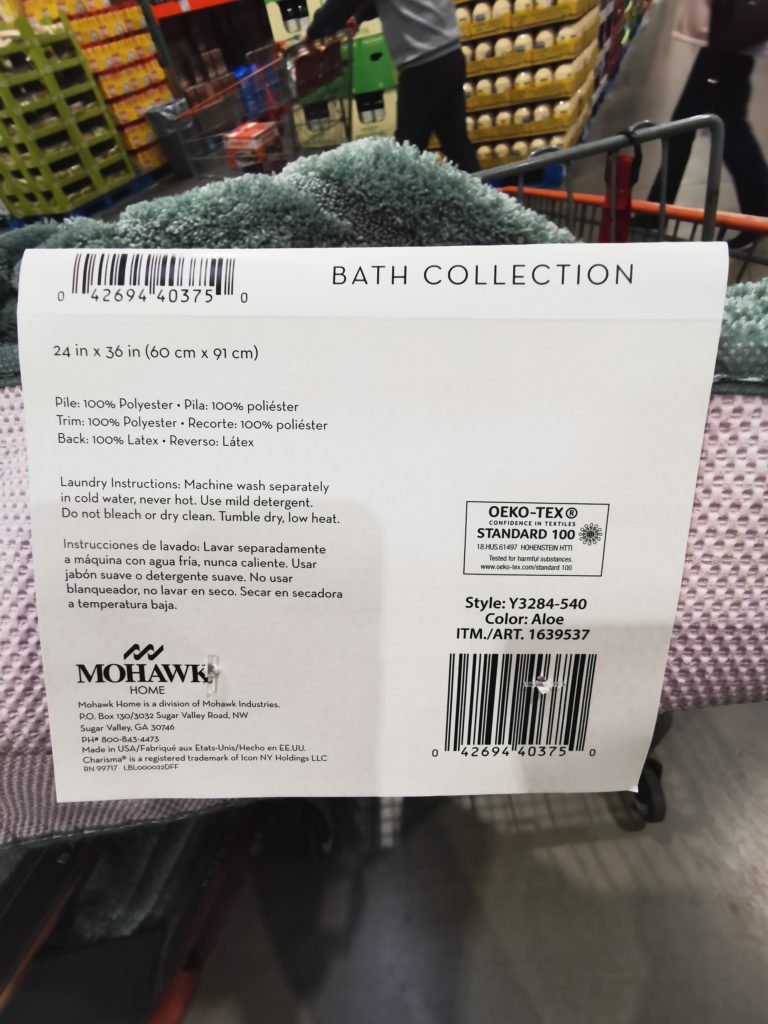 0 42694 40375 0
BATH COLLECTION
24 in x 36 in (60 cm x 91 cm)
Pile: 100% Polyester • Pila: 100% poliéster
Trim: 100% Polyester • Recorte: 100% poliéster
Back: 100% Latex • Reverso: Látex
Laundry Instructions: Machine wash separately
in cold water, never hot. Use mild detergent.
Do not bleach or dry clean. Tumble dry, low heat.
Instrucciones de lavado: Lavar separadamente
a máquina con agua fría, nunca caliente. Usar
jabón suave o detergente suave. No usar
blanqueador, no lavar en seco. Secar en secadora
a temperatura baja.
MOHAWK
HOME
Mohawk Home is a division of Mohawk Industries.
P.O. Box 130/3032 Sugar Valley Road, NW
Sugar Valley, GA 30746
PH# 800-843-4473
Made in USA/Fabriqué aux Etats-Unis/Hecho en EE.UU.
Charisma® is a registered trademark of Icon NY Holdings LLC
RN 99717 LBL000022DFF
OEKO-TEX®
CONFIDENCE IN TEXTILES
STANDARD 100
18.HUS.61497 HOHENSTEIN HTTI
Tested for harmful substances.
www.oeko-tex.com/standard 100
Style: Y3284-540
Color: Aloe
ITM./ART. 1639537
0 42694 40375 0